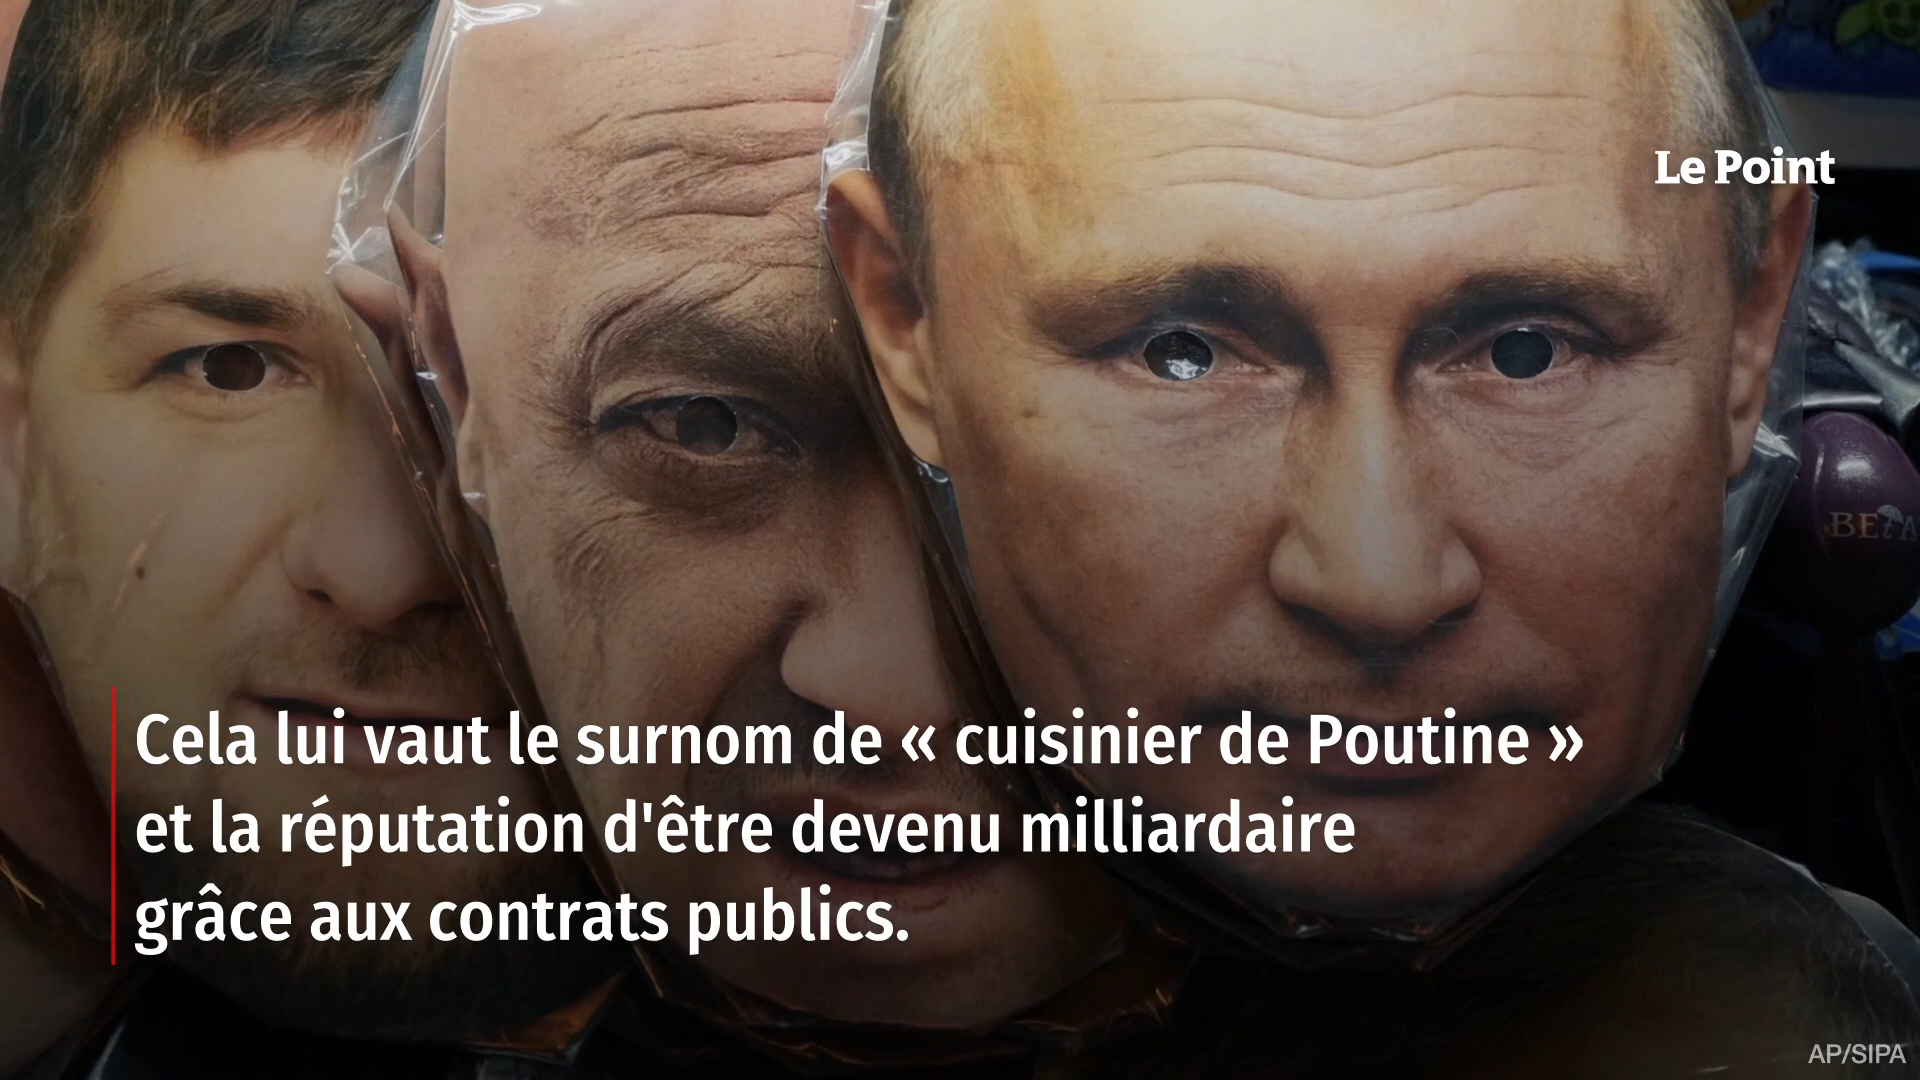 Le Point
BETA
Cela lui vaut le surnom de « cuisinier de Poutine »
et la réputation d'être devenu milliardaire
grâce aux contrats publics.
AP/SIPA